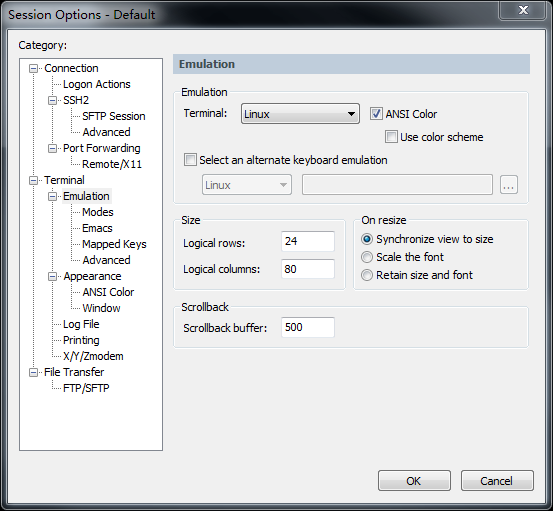 Session Options - Default
Category:
Connection
Logon Actions
SSH2
SFTP Session
Advanced
Port Forwarding
Remote/X11
Terminal
Emulation
Modes
Emacs
Mapped Keys
Advanced
Appearance
ANSI Color
Window
Log File
Printing
X/Y/Zmodem
File Transfer
FTP/SFTP
Emulation
Emulation
Terminal: Linux ANSI Color
Use color scheme
Select an alternate keyboard emulation
Linux ...
Size
Logical rows: 24
Logical columns: 80
On resize
Synchronize view to size
Scale the font
Retain size and font
Scrollback
Scrollback buffer: 500
OK Cancel